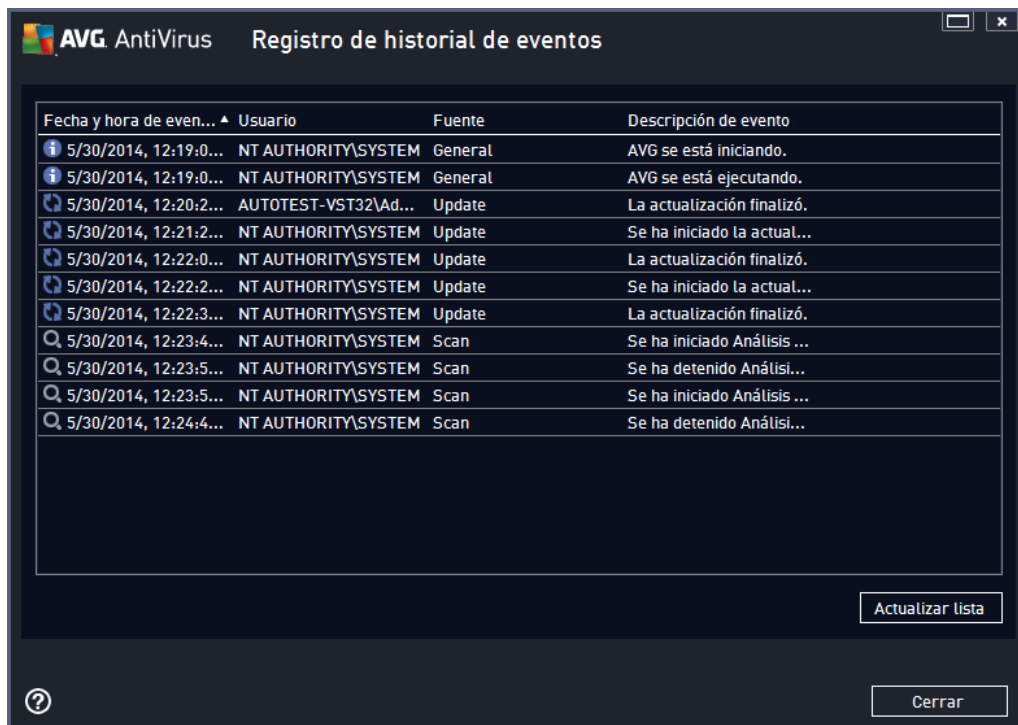 AVG AntiVirus Registro de historial de eventos
Fecha y hora de even... Usuario Fuente Descripción de evento
5/30/2014, 12:19:0... NT AUTHORITY\SYSTEM General AVG se está iniciando.
5/30/2014, 12:19:0... NT AUTHORITY\SYSTEM General AVG se está ejecutando.
5/30/2014, 12:20:2... AUTOTEST-VST32\Ad... Update La actualización finalizó.
5/30/2014, 12:21:2... NT AUTHORITY\SYSTEM Update Se ha iniciado la actual...
5/30/2014, 12:22:0... NT AUTHORITY\SYSTEM Update La actualización finalizó.
5/30/2014, 12:22:2... NT AUTHORITY\SYSTEM Update Se ha iniciado la actual...
5/30/2014, 12:22:3... NT AUTHORITY\SYSTEM Update La actualización finalizó.
5/30/2014, 12:23:4... NT AUTHORITY\SYSTEM Scan Se ha iniciado Análisis ...
5/30/2014, 12:23:5... NT AUTHORITY\SYSTEM Scan Se ha detenido Análisi...
5/30/2014, 12:23:5... NT AUTHORITY\SYSTEM Scan Se ha iniciado Análisis ...
5/30/2014, 12:24:4... NT AUTHORITY\SYSTEM Scan Se ha detenido Análisi...
Actualizar lista
Cerrar